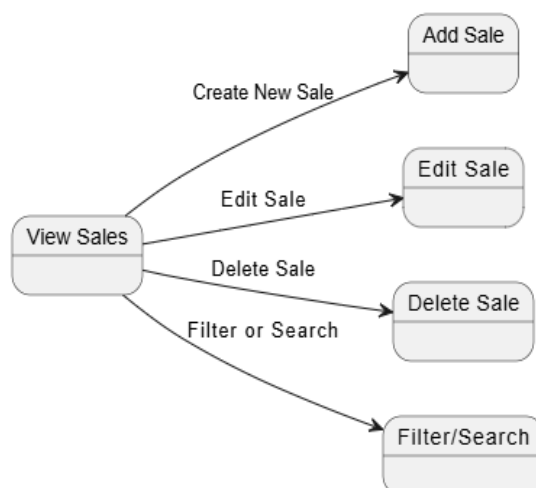 Add Sale
Create New Sale
Edit Sale
Edit Sale
View Sales
Delete Sale
Delete Sale
Filter or Search
Filter/Search